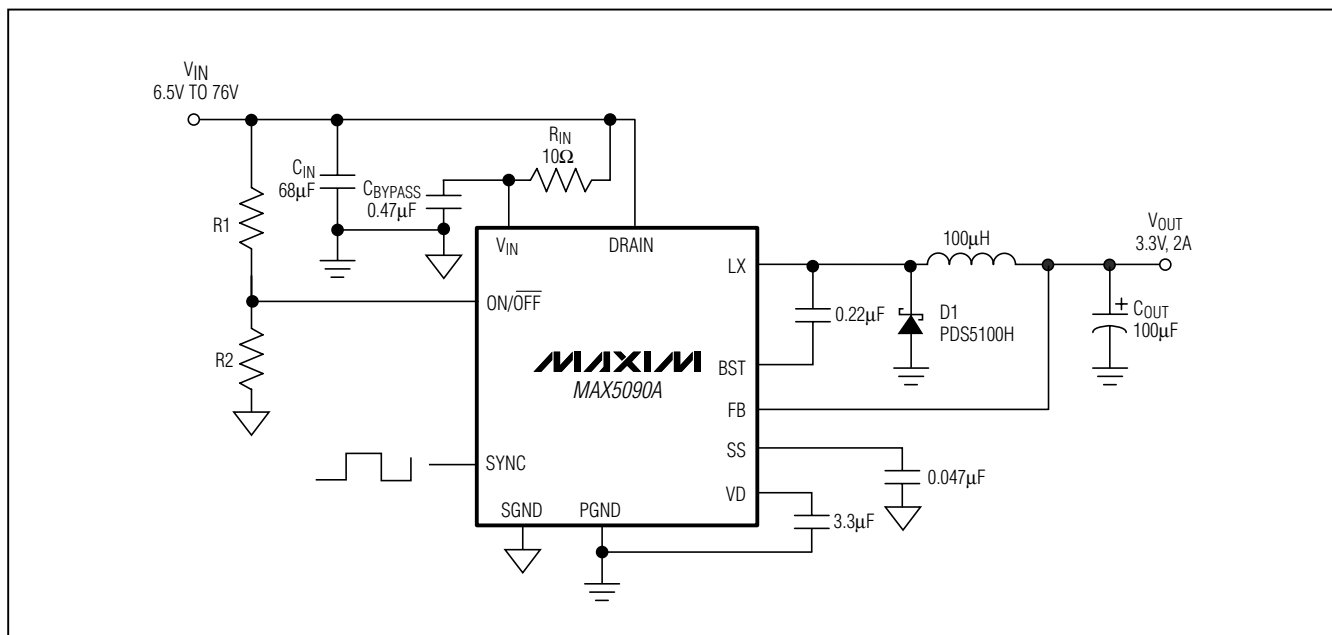 VIN
6.5V TO 76V
RIN
10Ω
CIN
68μF
CBYPASS
0.47μF
R1
R2
VIN
DRAIN
ON/OFF
LX
BST
FB
SS
VD
SYNC
SGND
PGND
MAXIM
MAX5090A
100μH
VOUT
3.3V, 2A
0.22μF
D1
PDS5100H
+
COUT
100μF
0.047μF
3.3μF